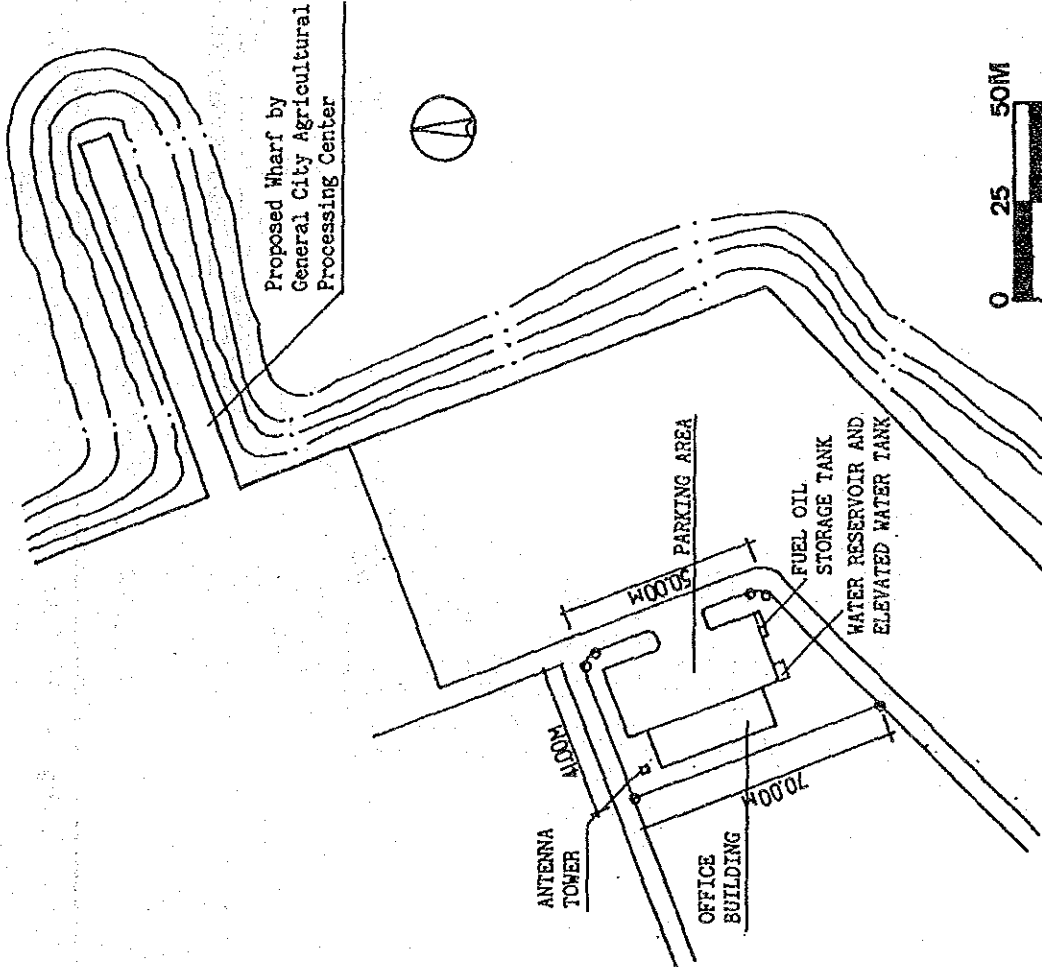 Proposed Wharf by
General City Agricultural
Processing Center
0 25 50M
PARKING AREA
50.00M
FUEL OIL
STORAGE TANK
WATER RESERVOIR AND
ELEVATED WATER TANK
41.00M
ANTENNA
TOWER
70.00M
OFFICE
BUILDING